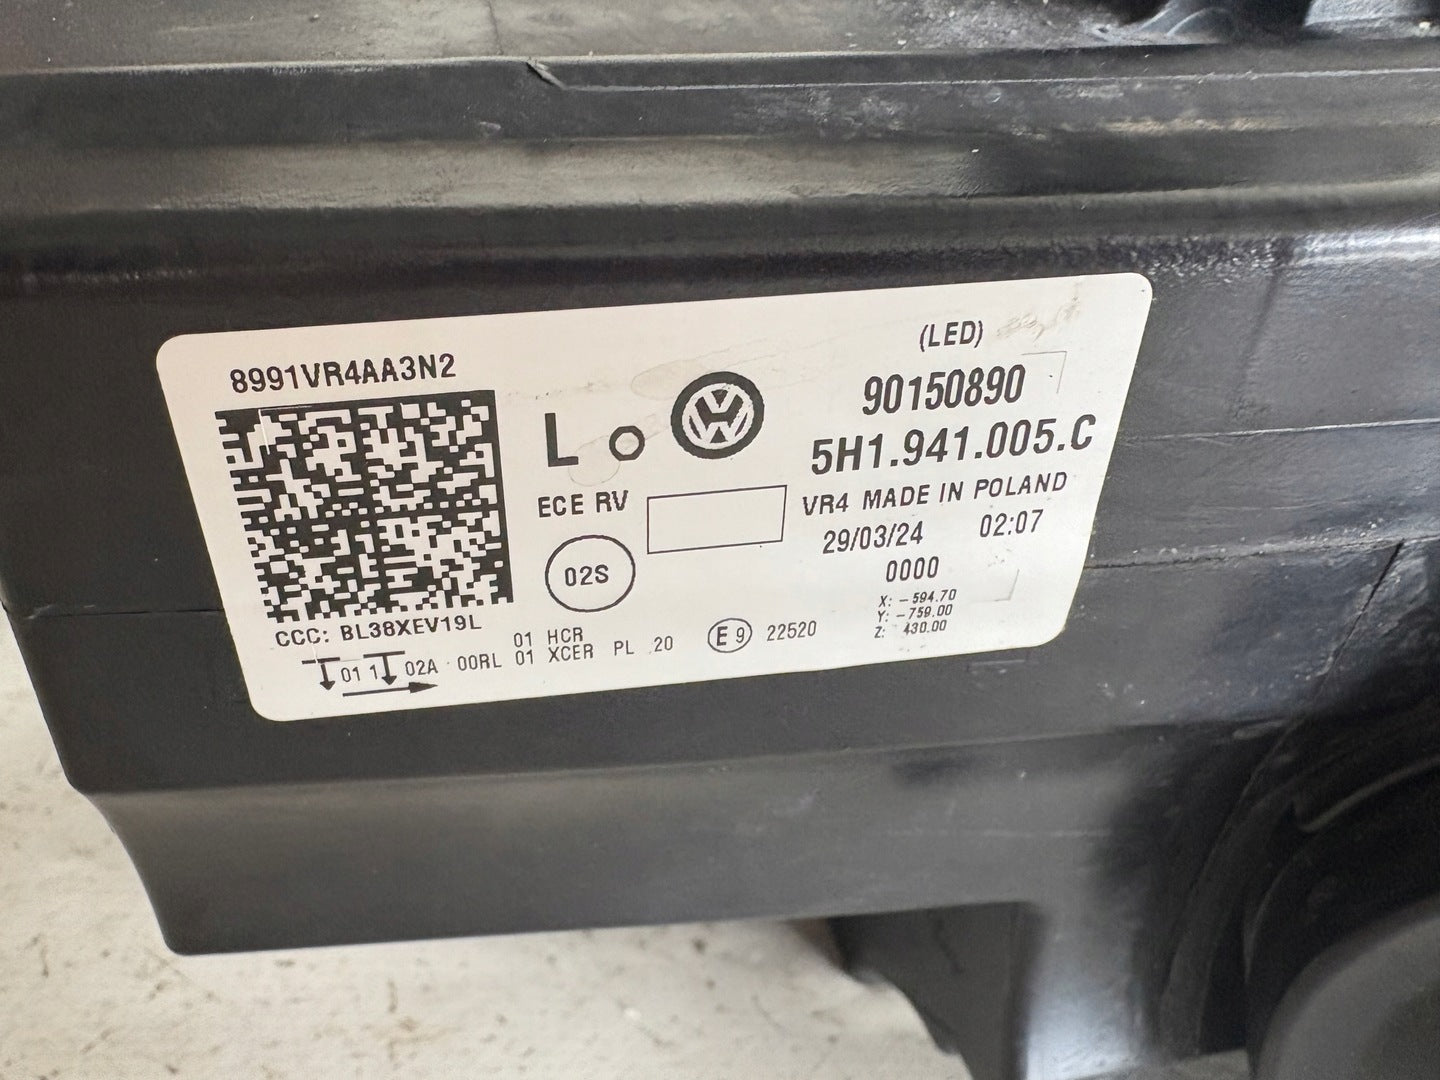 8991VR4AA3N2
CCC: BL38XEV19L
01 1 02A 00RL
01 HCR
01 XCER PL 20
E 9 22520
L
ECE RV
02S
(LED)
90150890
5H1.941.005.C
VR4 MADE IN POLAND
29/03/24 02:07
0000
X: -594.70
Y: -759.00
Z: 430.00